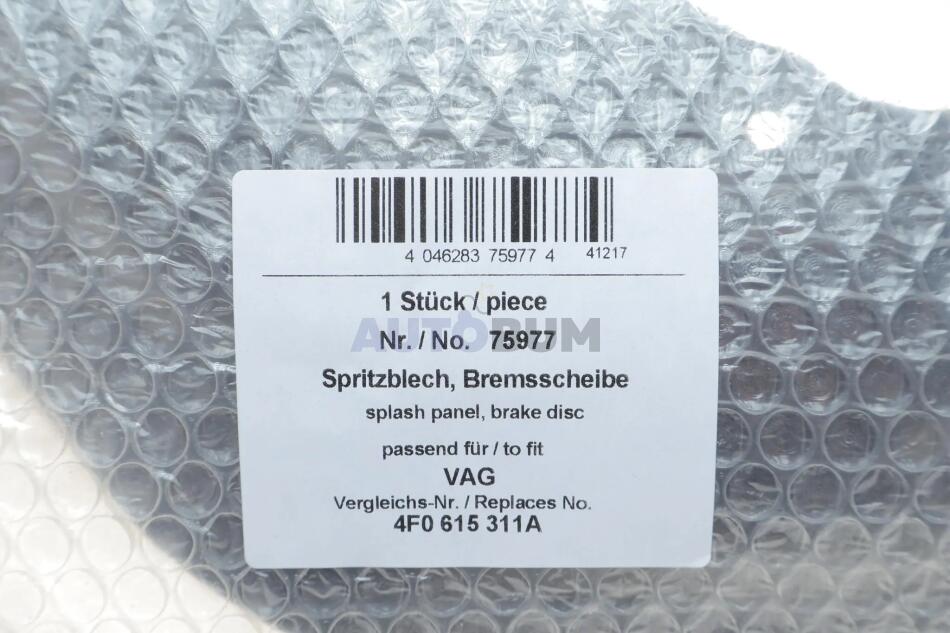 4 046283 75977 4 41217
1 Stück / piece
AUTOBUM
Nr. / No. 75977
Spritzblech, Bremsscheibe
splash panel, brake disc
passend für / to fit
VAG
Vergleichs-Nr. / Replaces No.
4F0 615 311A